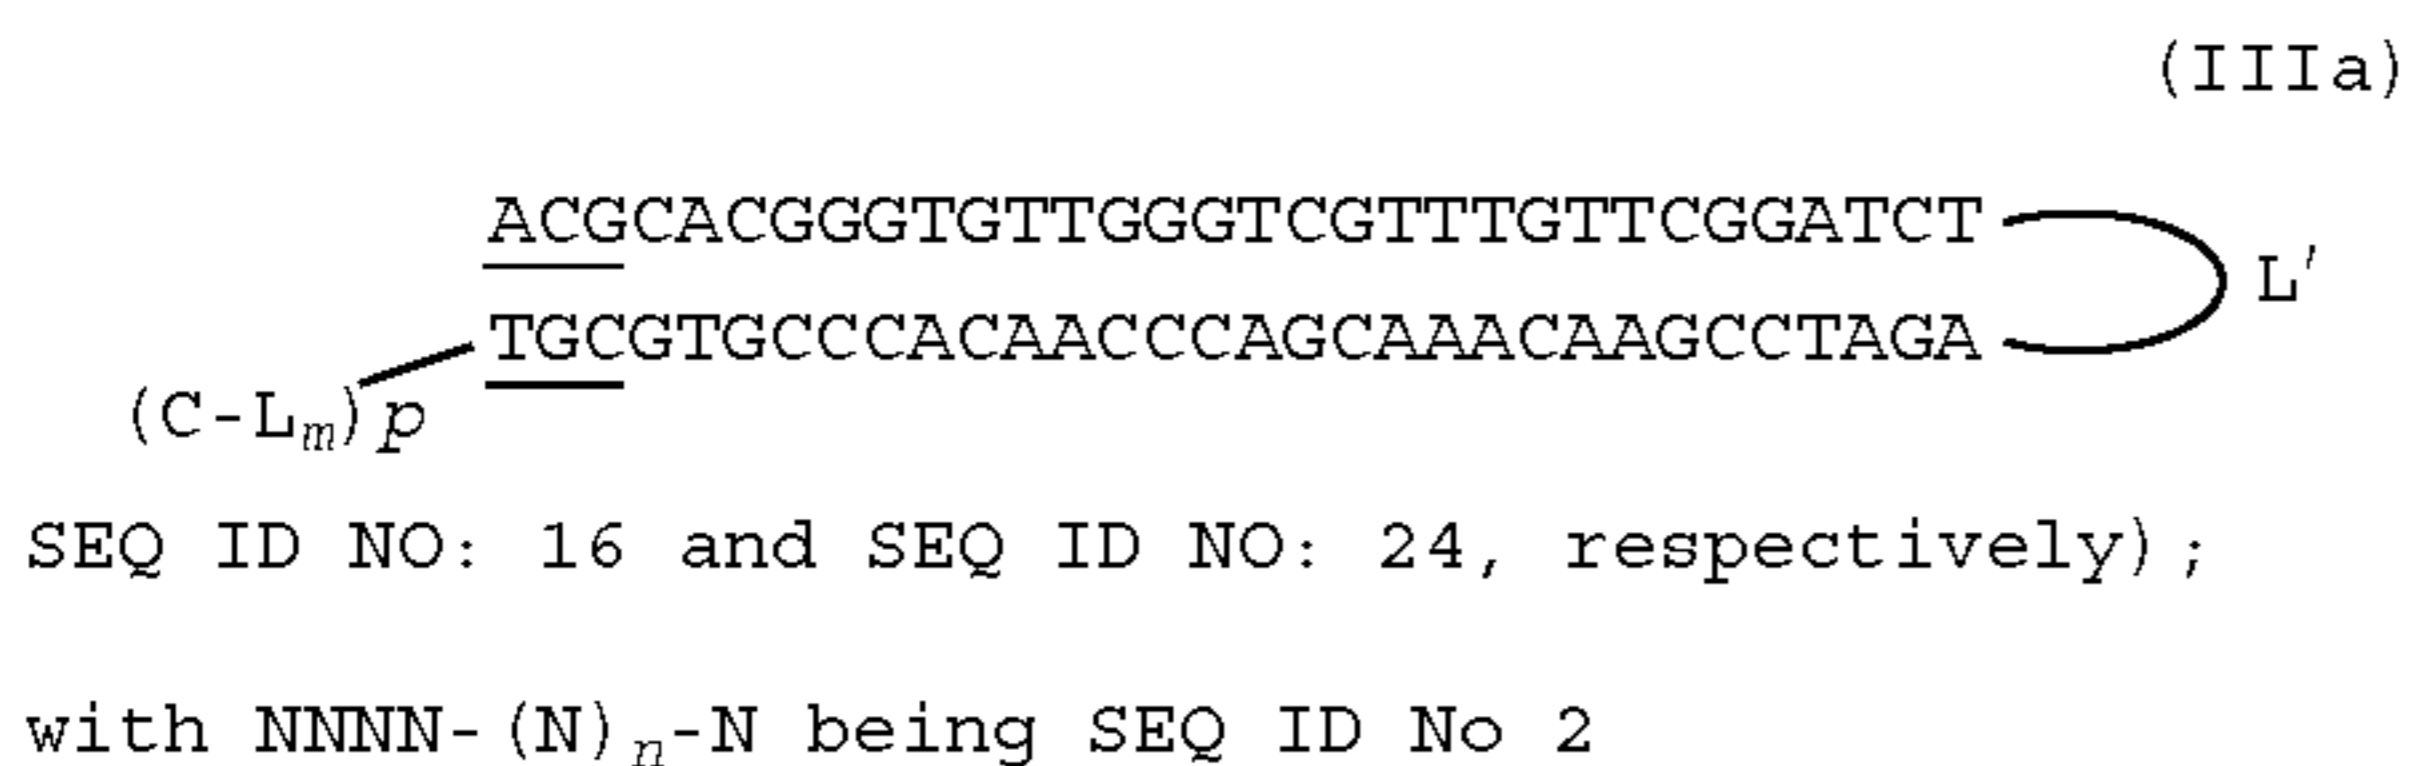 (IIIa)
ACGCACGGGTGTTGGGTCGTTTGTTCGGATCT
L'
TGCGTGCCCACAACCCAGCAAACAAGCCTAGA
(C-Lm)p
SEQ ID NO: 16 and SEQ ID NO: 24, respectively);
with NNNN-(N)n-N being SEQ ID No 2